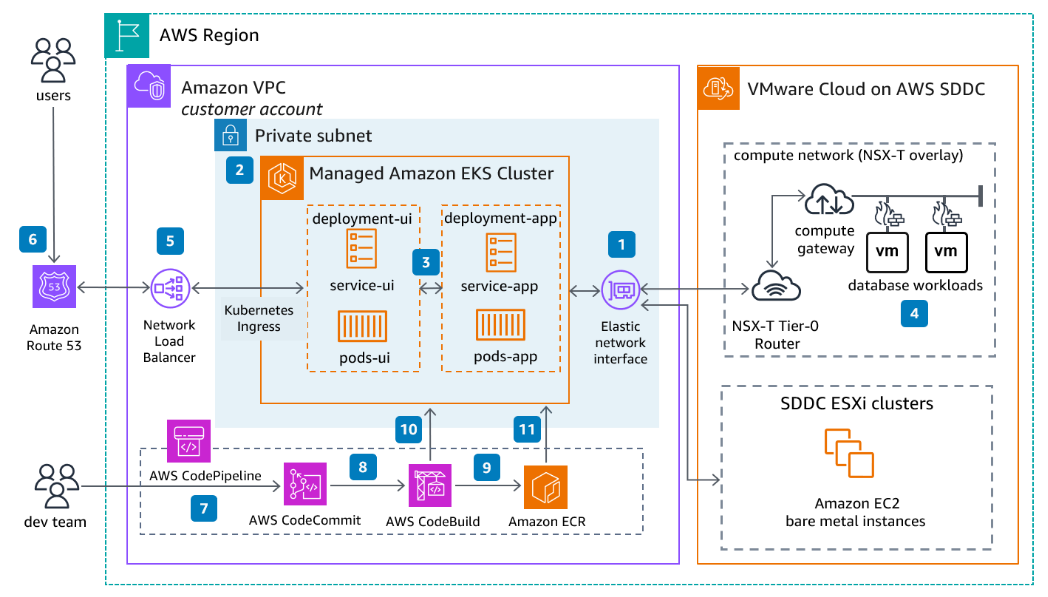 AWS Region
users
Amazon VPC
customer account
VMware Cloud on AWS SDDC
Private subnet
2
Managed Amazon EKS Cluster
compute network (NSX-T overlay)
deployment-ui
deployment-app
service-ui
service-app
pods-ui
pods-app
3
1
6
5
53
Amazon
Route 53
Network
Load
Balancer
Kubernetes
Ingress
Elastic
network
interface
compute
gateway
vm
vm
database workloads
4
NSX-T Tier-0
Router
SDDC ESXi clusters
Amazon EC2
bare metal instances
10
11
AWS CodePipeline
dev team
7
8
9
AWS CodeCommit
AWS CodeBuild
Amazon ECR